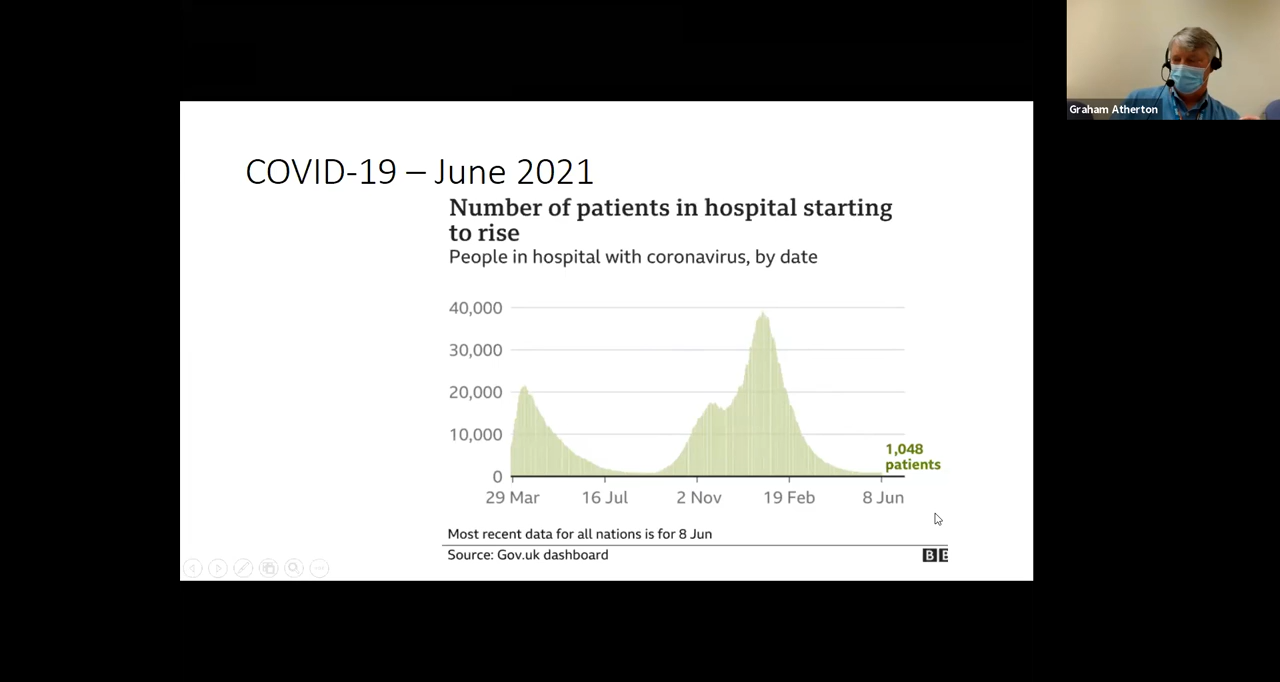 Graham Atherton
COVID-19 – June 2021
Number of patients in hospital starting
to rise
People in hospital with coronavirus, by date
40,000
30,000
20,000
10,000
0
1,048
patients
29 Mar
16 Jul
2 Nov
19 Feb
8 Jun
Most recent data for all nations is for 8 Jun
Source: Gov.uk dashboard
B